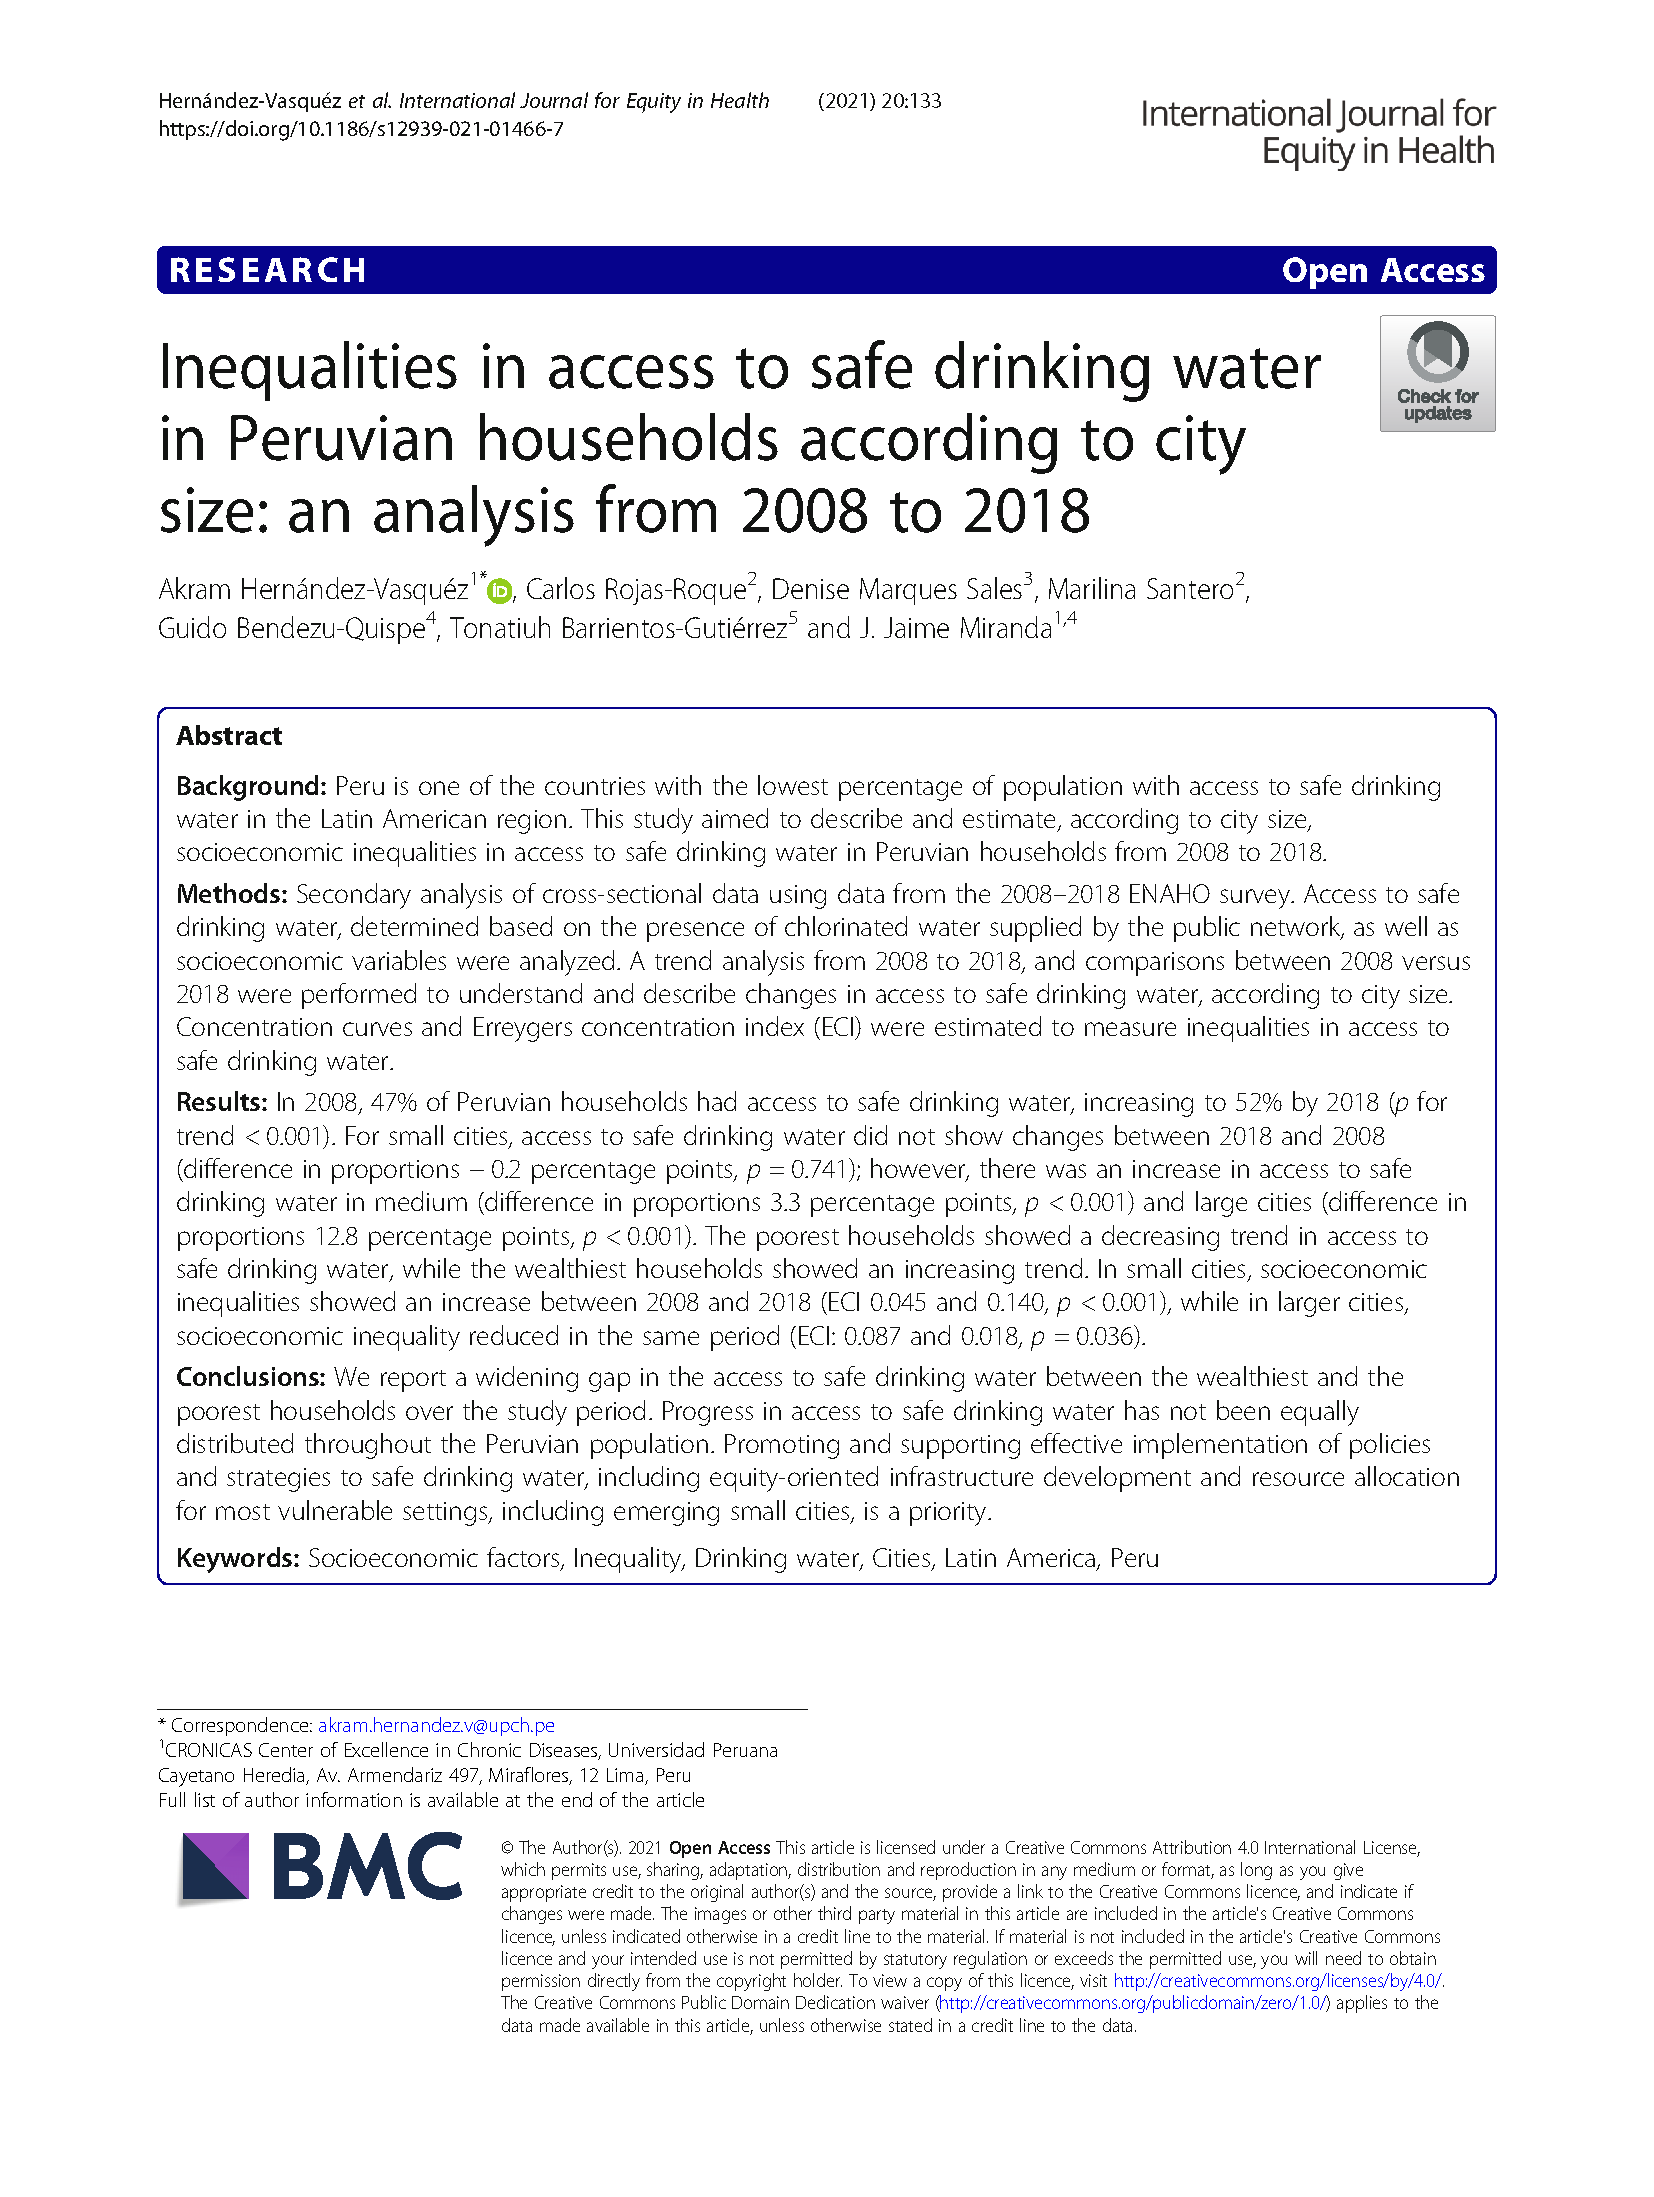 Hernández-Vasquéz et al. International Journal for Equity in Health (2021) 20:133
https://doi.org/10.1186/s12939-021-01466-7
International Journal for
Equity in Health
RESEARCH Open Access
Inequalities in access to safe drinking water
in Peruvian households according to city
size: an analysis from 2008 to 2018
Check for
updates
Akram Hernández-Vasquéz1* iD, Carlos Rojas-Roque2, Denise Marques Sales3, Marilina Santero2,
Guido Bendezu-Quispe4, Tonatiuh Barrientos-Gutiérrez5 and J. Jaime Miranda1,4
Abstract
Background: Peru is one of the countries with the lowest percentage of population with access to safe drinking
water in the Latin American region. This study aimed to describe and estimate, according to city size,
socioeconomic inequalities in access to safe drinking water in Peruvian households from 2008 to 2018.
Methods: Secondary analysis of cross-sectional data using data from the 2008–2018 ENAHO survey. Access to safe
drinking water, determined based on the presence of chlorinated water supplied by the public network, as well as
socioeconomic variables were analyzed. A trend analysis from 2008 to 2018, and comparisons between 2008 versus
2018 were performed to understand and describe changes in access to safe drinking water, according to city size.
Concentration curves and Erreygers concentration index (ECI) were estimated to measure inequalities in access to
safe drinking water.
Results: In 2008, 47% of Peruvian households had access to safe drinking water, increasing to 52% by 2018 (p for
trend < 0.001). For small cities, access to safe drinking water did not show changes between 2018 and 2008
(difference in proportions − 0.2 percentage points, p = 0.741); however, there was an increase in access to safe
drinking water in medium (difference in proportions 3.3 percentage points, p < 0.001) and large cities (difference in
proportions 12.8 percentage points, p < 0.001). The poorest households showed a decreasing trend in access to
safe drinking water, while the wealthiest households showed an increasing trend. In small cities, socioeconomic
inequalities showed an increase between 2008 and 2018 (ECI 0.045 and 0.140, p < 0.001), while in larger cities,
socioeconomic inequality reduced in the same period (ECI: 0.087 and 0.018, p = 0.036).
Conclusions: We report a widening gap in the access to safe drinking water between the wealthiest and the
poorest households over the study period. Progress in access to safe drinking water has not been equally
distributed throughout the Peruvian population. Promoting and supporting effective implementation of policies
and strategies to safe drinking water, including equity-oriented infrastructure development and resource allocation
for most vulnerable settings, including emerging small cities, is a priority.
Keywords: Socioeconomic factors, Inequality, Drinking water, Cities, Latin America, Peru
* Correspondence: akram.hernandez.v@upch.pe
1CRONICAS Center of Excellence in Chronic Diseases, Universidad Peruana
Cayetano Heredia, Av. Armendariz 497, Miraflores, 12 Lima, Peru
Full list of author information is available at the end of the article
BMC
© The Author(s). 2021 Open Access This article is licensed under a Creative Commons Attribution 4.0 International License,
which permits use, sharing, adaptation, distribution and reproduction in any medium or format, as long as you give
appropriate credit to the original author(s) and the source, provide a link to the Creative Commons licence, and indicate if
changes were made. The images or other third party material in this article are included in the article's Creative Commons
licence, unless indicated otherwise in a credit line to the material. If material is not included in the article's Creative Commons
licence and your intended use is not permitted by statutory regulation or exceeds the permitted use, you will need to obtain
permission directly from the copyright holder. To view a copy of this licence, visit http://creativecommons.org/licenses/by/4.0/.
The Creative Commons Public Domain Dedication waiver (http://creativecommons.org/publicdomain/zero/1.0/) applies to the
data made available in this article, unless otherwise stated in a credit line to the data.